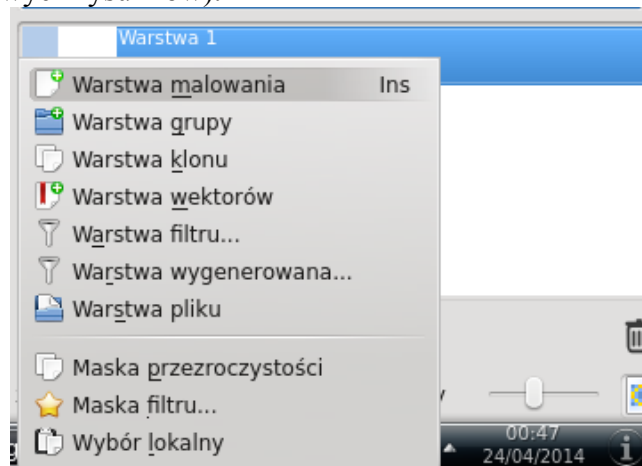 Warstwa 1
Warstwa malowania Ins
Warstwa grupy
Warstwa klonu
Warstwa wektorów
Warstwa filtru...
Warstwa wygenerowana...
Warstwa pliku
Maska przezroczystości
Maska filtru...
Wybór lokalny
00:47
24/04/2014